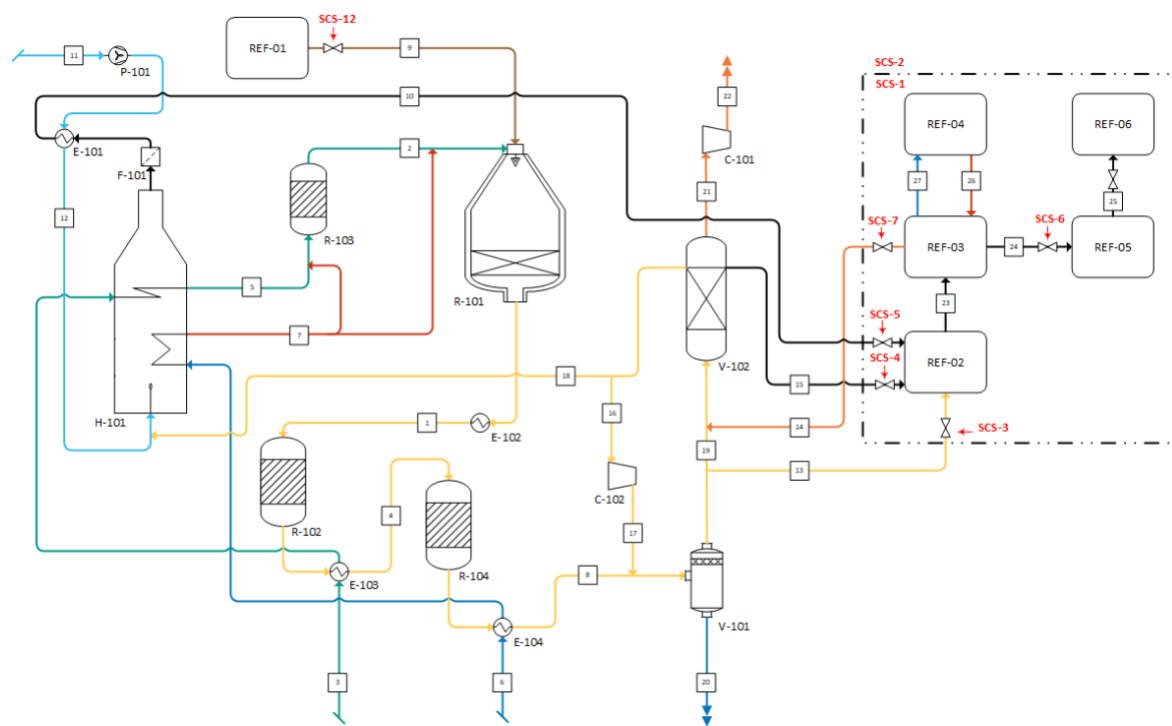 SCS-12
REF-01
9
11
P-101
SCS-2
SCS-1
10
22
REF-04
REF-06
E-101
C-101
2
F-101
27
26
25
21
12
R-103
SCS-7
SCS-6
REF-03
24
REF-05
5
R-101
23
7
SCS-5
V-102
SCS-4
REF-02
18
15
H-101
16
1
E-102
14
SCS-3
19
13
C-102
4
R-102
17
E-103
R-104
8
E-104
V-101
3
6
20